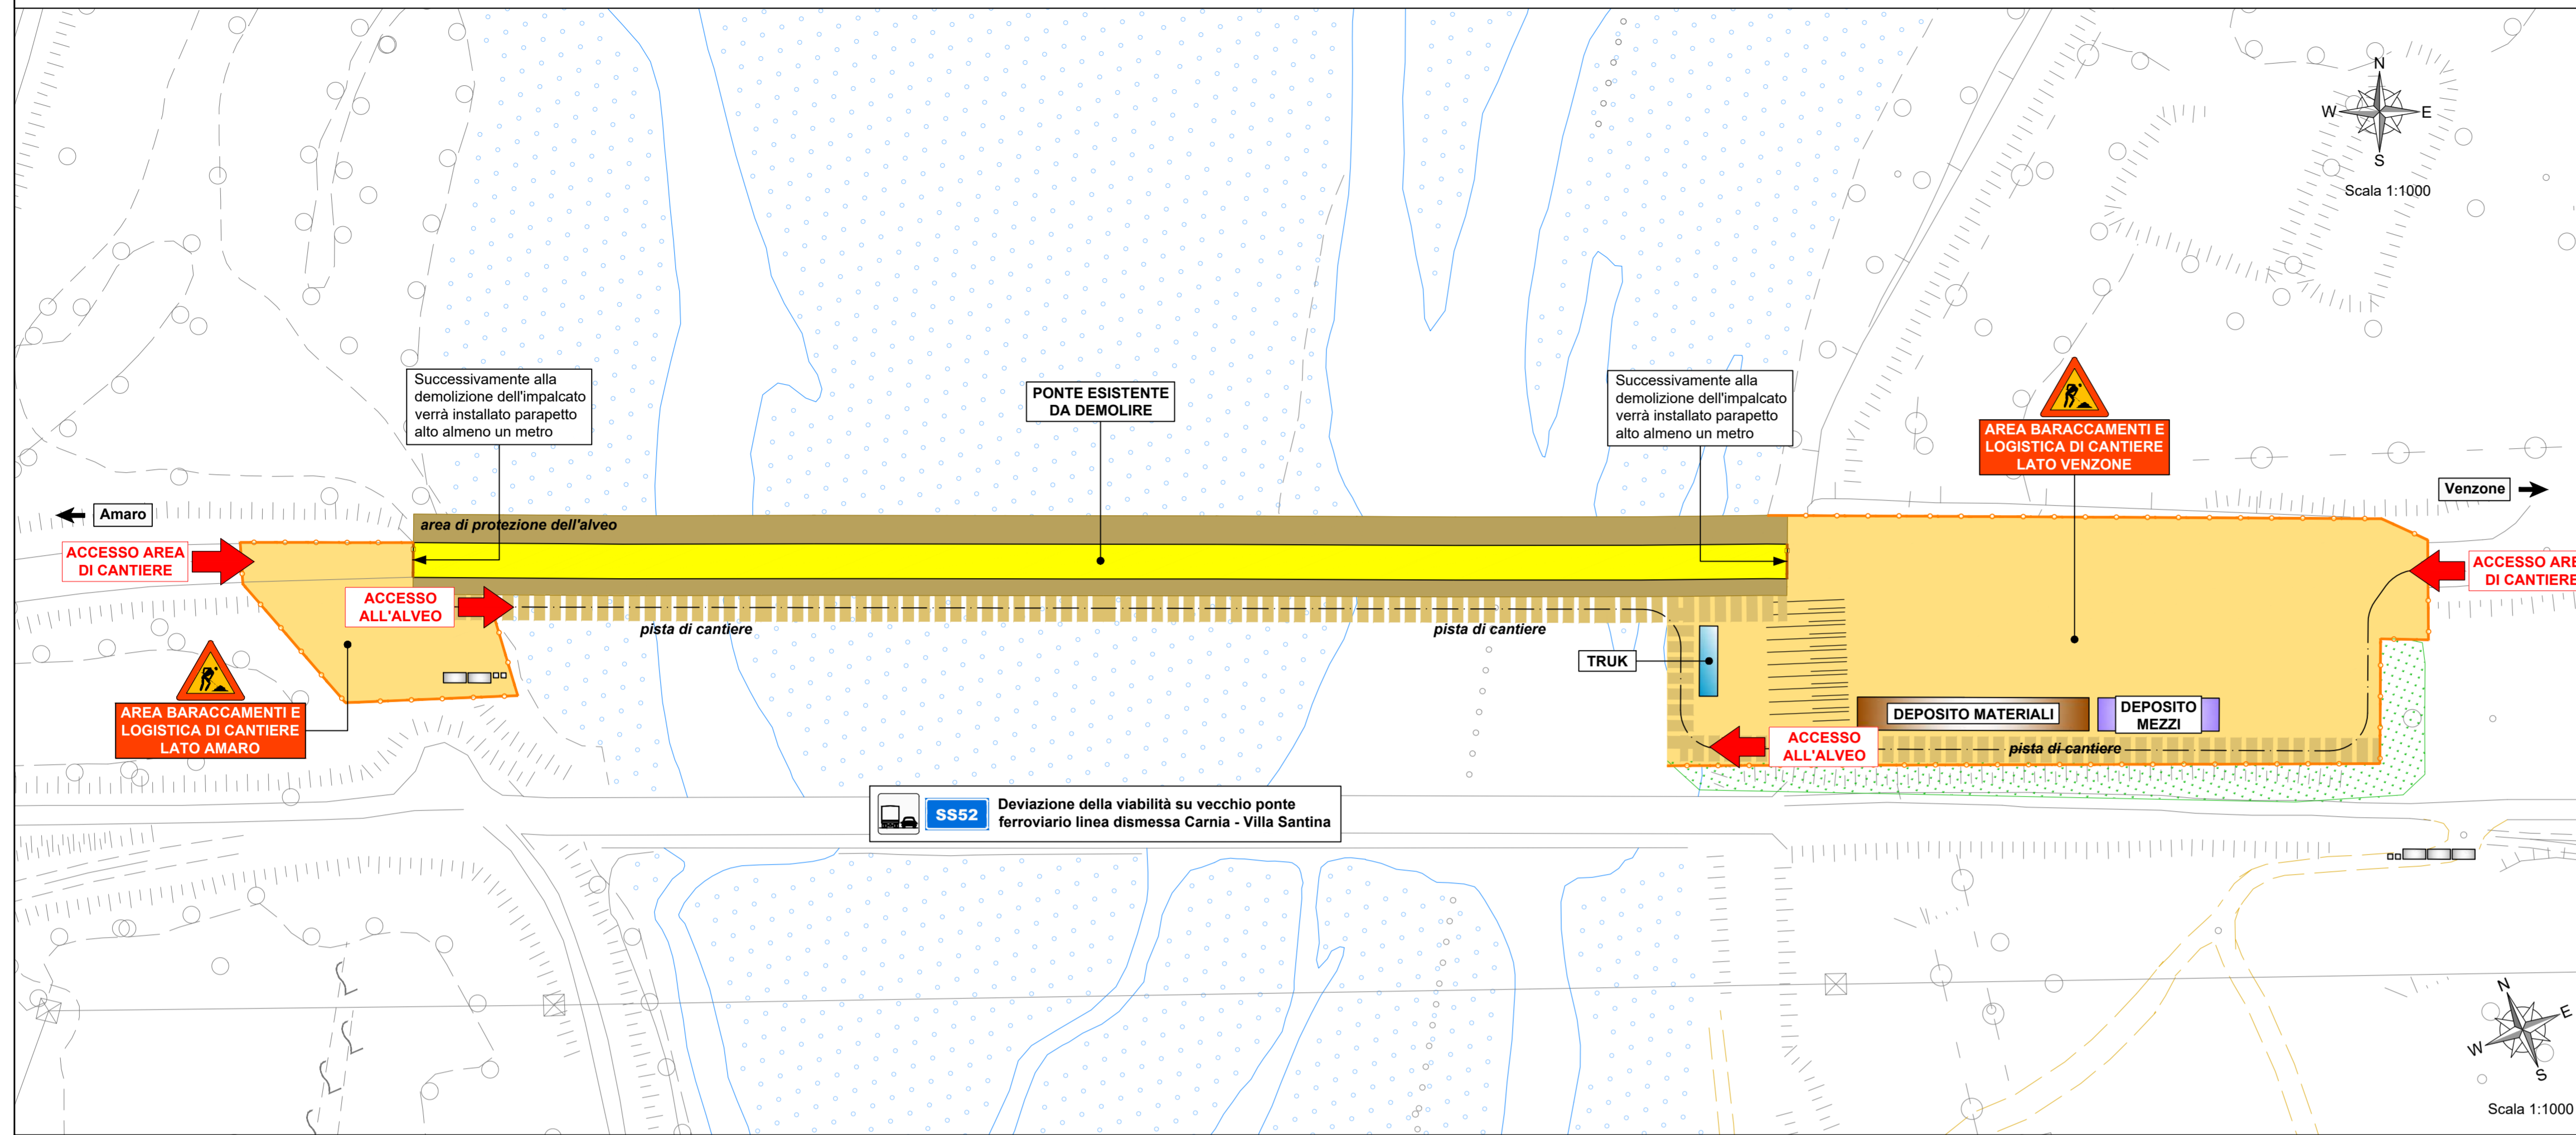 N
W E
S
Scala 1:1000
Successivamente alla
demolizione dell'impalcato
verrà installato parapetto
alto almeno un metro
PONTE ESISTENTE
DA DEMOLIRE
Successivamente alla
demolizione dell'impalcato
verrà installato parapetto
alto almeno un metro
AREA BARACCAMENTI E
LOGISTICA DI CANTIERE
LATO VENZONE
Amaro
Venzone
area di protezione dell'alveo
ACCESSO AREA
DI CANTIERE
ACCESSO ARE
DI CANTIERE
ACCESSO
ALL'ALVEO
pista di cantiere
pista di cantiere
TRUK
AREA BARACCAMENTI E
LOGISTICA DI CANTIERE
LATO AMARO
DEPOSITO MATERIALI
DEPOSITO
MEZZI
ACCESSO
ALL'ALVEO
pista di cantiere
SS52
Deviazione della viabilità su vecchio ponte
ferroviario linea dismessa Carnia - Villa Santina
N
E
W
S
Scala 1:1000